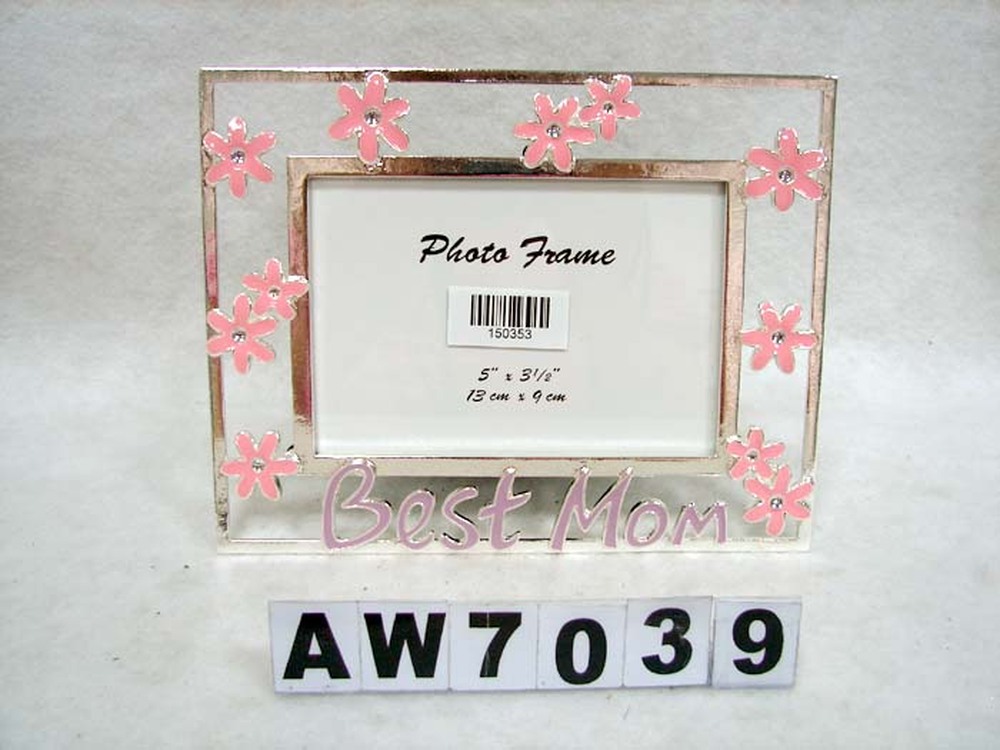 Photo Frame
150353
5" x 3 1/2"
13 cm x 9 cm
Best Mom
AW7039